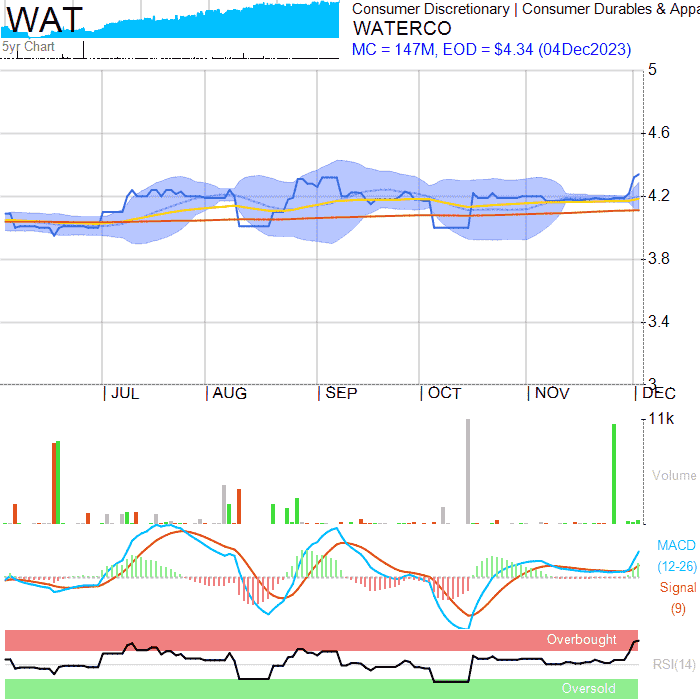 WAT
Consumer Discretionary | Consumer Durables & Appa
WATERCO
5yr Chart
MC = 147M, EOD = $4.34 (04Dec2023)
5
4.6
4.2
3.8
3.4
3
JUL AUG SEP OCT NOV DEC
11k
Volume
MACD
(12-26)
Signal
(9)
Overbought
RSI(14)
Oversold